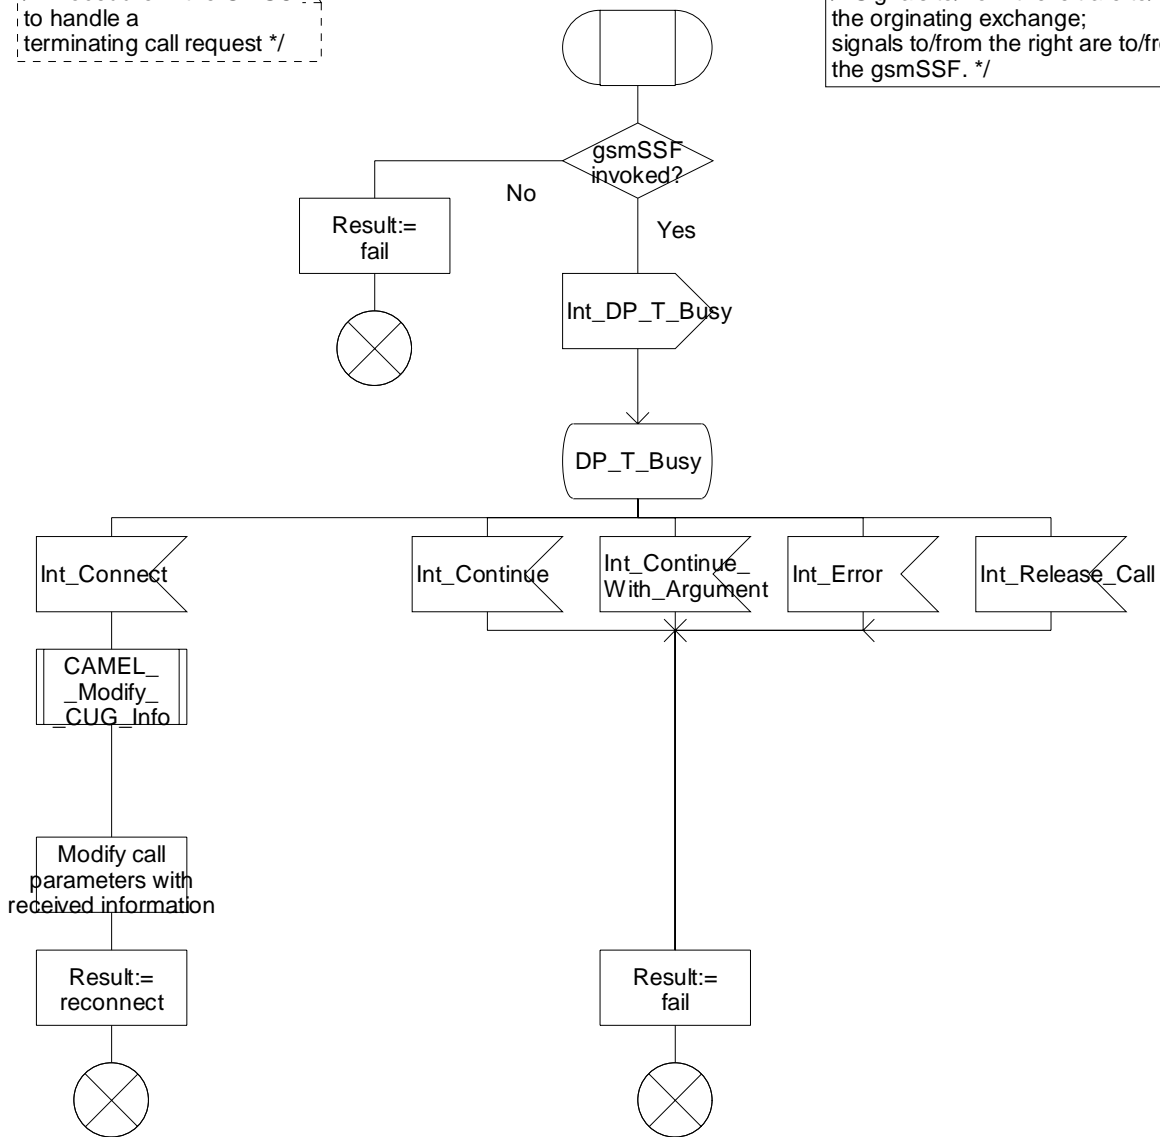 to handle a
terminating call request */
the orginating exchange;
signals to/from the right are to/fr
the gsmSSF. */
gsmSSF
invoked?
No
Yes
Result:=
fail
Int_DP_T_Busy
DP_T_Busy
Int_Connect
Int_Continue
Int_Continue_
With_Argument
Int_Error
Int_Release_Call
CAMEL_
_Modify_
_CUG_Info
Modify call
parameters with
received information
Result:=
reconnect
Result:=
fail